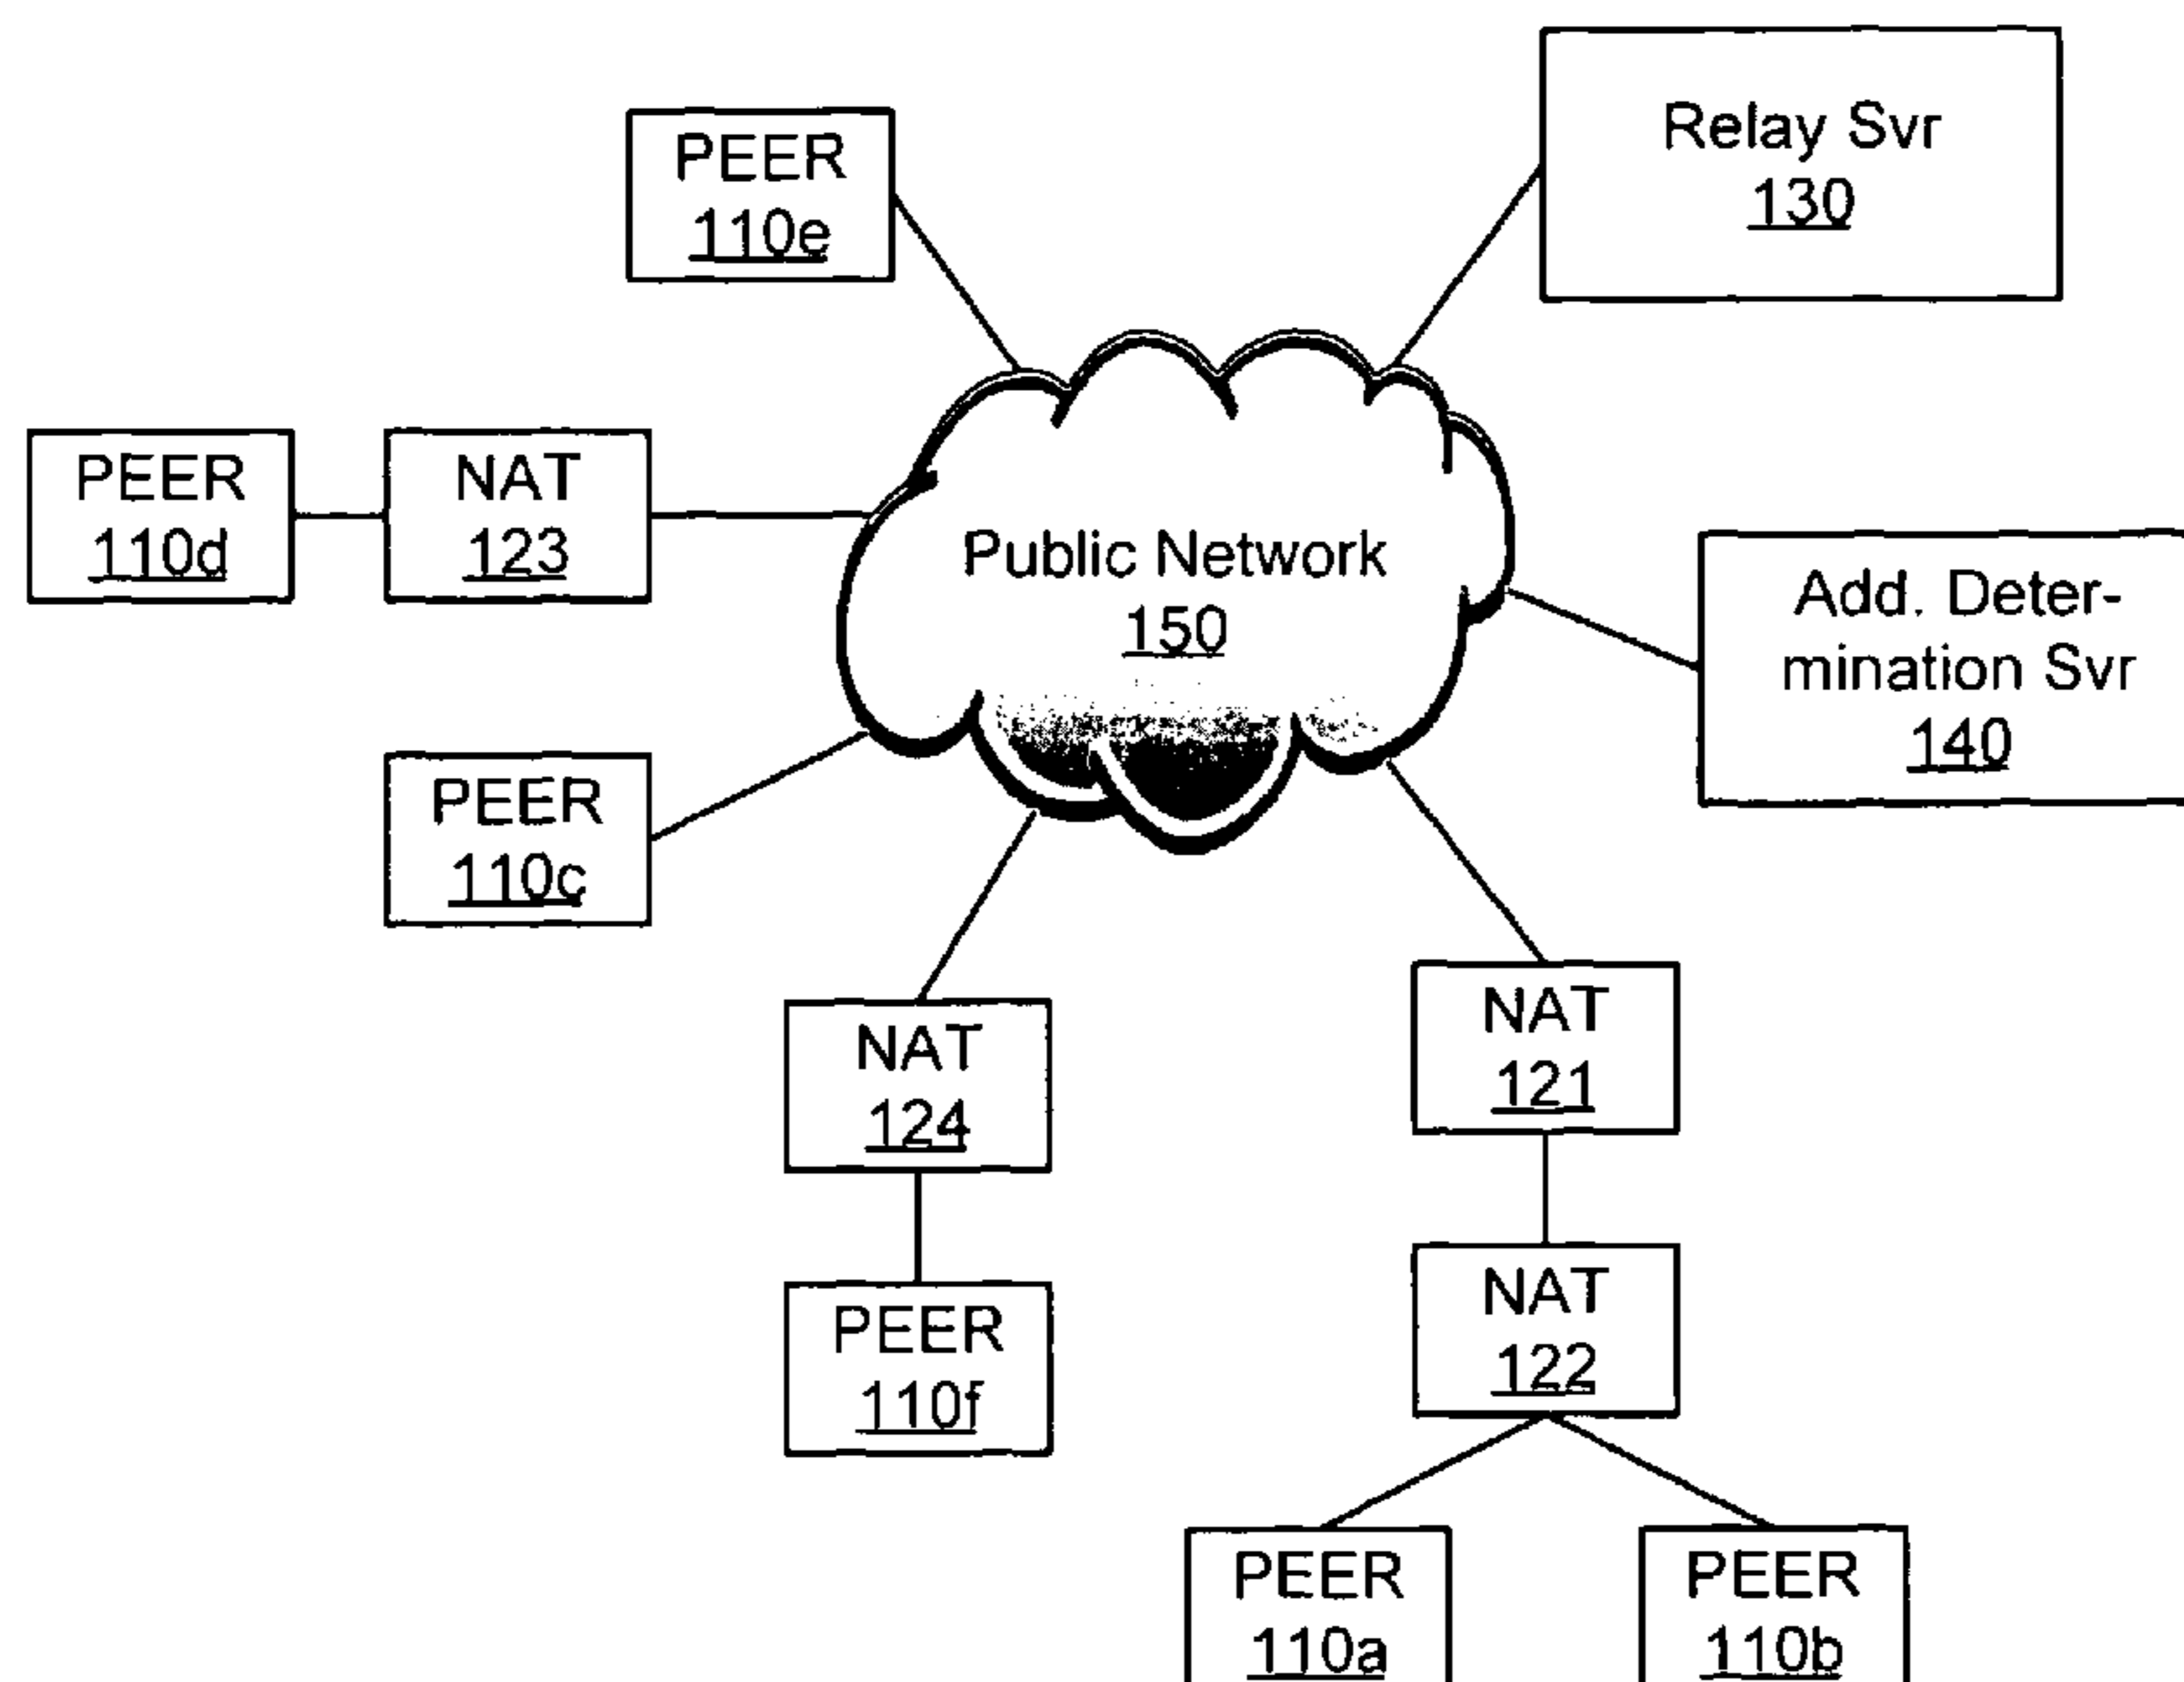 Relay Svr
130
PEER
110e
PEER
110d
NAT
123
Public Network
150
Add. Deter-
mination Svr
140
PEER
110c
NAT
124
NAT
121
PEER
110f
NAT
122
PEER
110a
PEER
110b